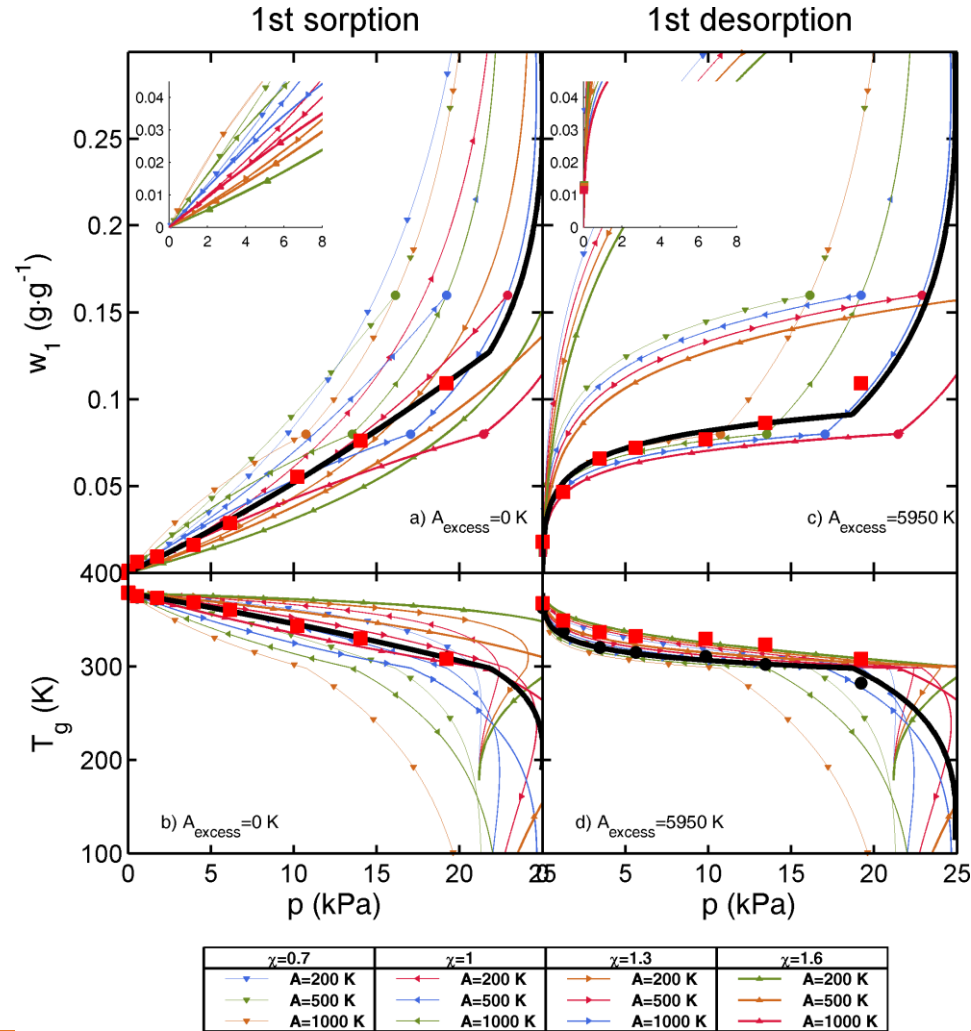 1st sorption 1st desorption
0.04
0.03
0.02
0.01
0
0 2 4 6 8
0.25
0.2
0.15
0.1
0.05
400
w1 (g·g-1)
a) Aexcess=0 K
0.04
0.03
0.02
0.01
0
0 2 4 6 8
c) Aexcess=5950 K
300
200
100
Tg (K)
b) Aexcess=0 K
d) Aexcess=5950 K
0 5 10 15 20
5 10 15 20 25
p (kPa) p (kPa)
χ=0.7 χ=1 χ=1.3 χ=1.6
A=200 K A=200 K A=200 K A=200 K
A=500 K A=500 K A=500 K A=500 K
A=1000 K A=1000 K A=1000 K A=1000 K